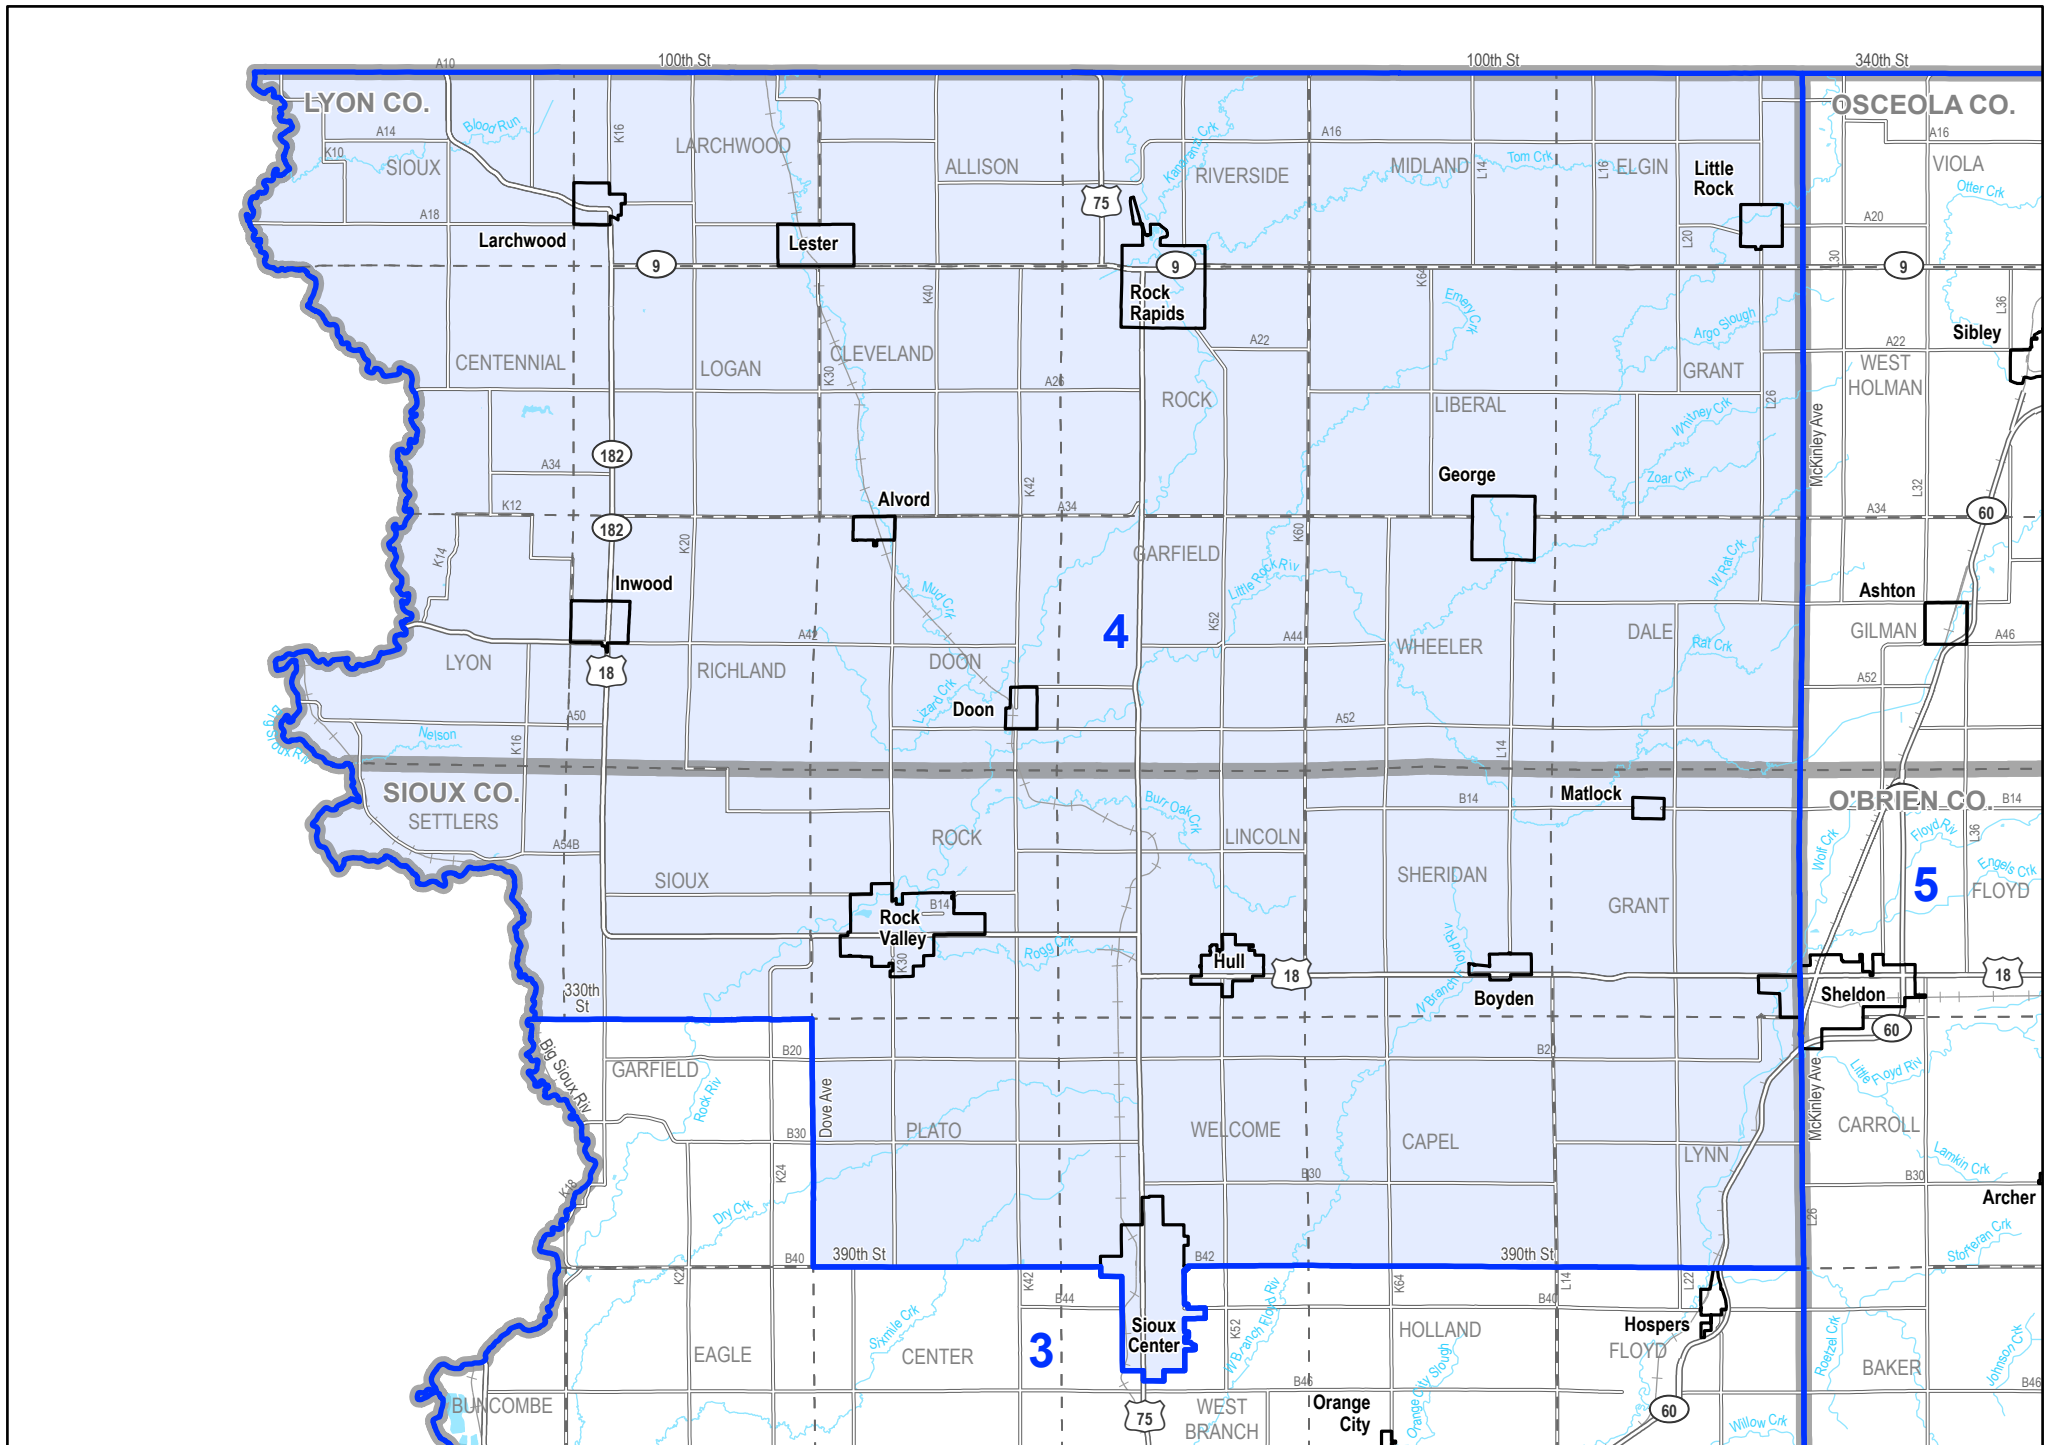 A10
100th St
100th St
340th St
LYON CO.
OSCEOLA CO.
A14
Blood Run
K16
K10
SIOUX
LARCHWOOD
ALLISON
Kanaranzi Crk
RIVERSIDE
A16
MIDLAND
L14
Tom Crk
L16
ELGIN
Little
Rock
A16
VIOLA
Otter Crk
75
A18
Larchwood
Lester
L20
A20
L30
9
9
9
K40
Rock
Rapids
K64
Emery Crk
Argo Slough
L36
Sibley
CENTENNIAL
LOGAN
K30
CLEVELAND
A22
A22
GRANT
WEST
HOLMAN
A26
ROCK
LIBERAL
L26
Whitney Crk
McKinley Ave
182
A34
K42
George
Zoar Crk
L32
Alvord
K12
A34
A34
60
182
K20
K60
K14
GARFIELD
Little Rock Riv
W Rat Crk
Inwood
Mud Crk
K52
Ashton
4
A42
A44
WHEELER
DALE
Rat Crk
GILMAN
A46
LYON
RICHLAND
DOON
18
Lizard Crk
Doon
A52
A50
A52
Big Sioux Riv
Nelson
K16
L14
SIOUX CO.
SETTLERS
Burr Oak Crk
B14
Matlock
O'BRIEN CO.
B14
A54B
ROCK
LINCOLN
Wolf Crk
Floyd Riv
L36
Engels Crk
SIOUX
SHERIDAN
GRANT
5
FLOYD
B14
Rock
Valley
K30
Rogg Crk
Hull
18
N Branch Floyd Riv
Boyden
Sheldon
18
330th
St
60
Big Sioux Riv
B20
B20
GARFIELD
Rock Riv
Dove Ave
McKinley Ave
Little Floyd Riv
B30
PLATO
WELCOME
CAPEL
CARROLL
LYNN
Lamkin Crk
K24
B30
B30
K18
Archer
Dry Crk
L26
Storteran Crk
B40
390th St
B42
390th St
K22
K42
K64
L14
L22
B44
B40
Sixmile Crk
Sioux
Center
K52
W Branch Floyd Riv
HOLLAND
Hospers
3
FLOYD
Roetzel Crk
Johnson Crk
EAGLE
CENTER
Orange City Slough
BAKER
B46
B46
BUNCOMBE
75
WEST
BRANCH
Orange
City
60
Willow Crk